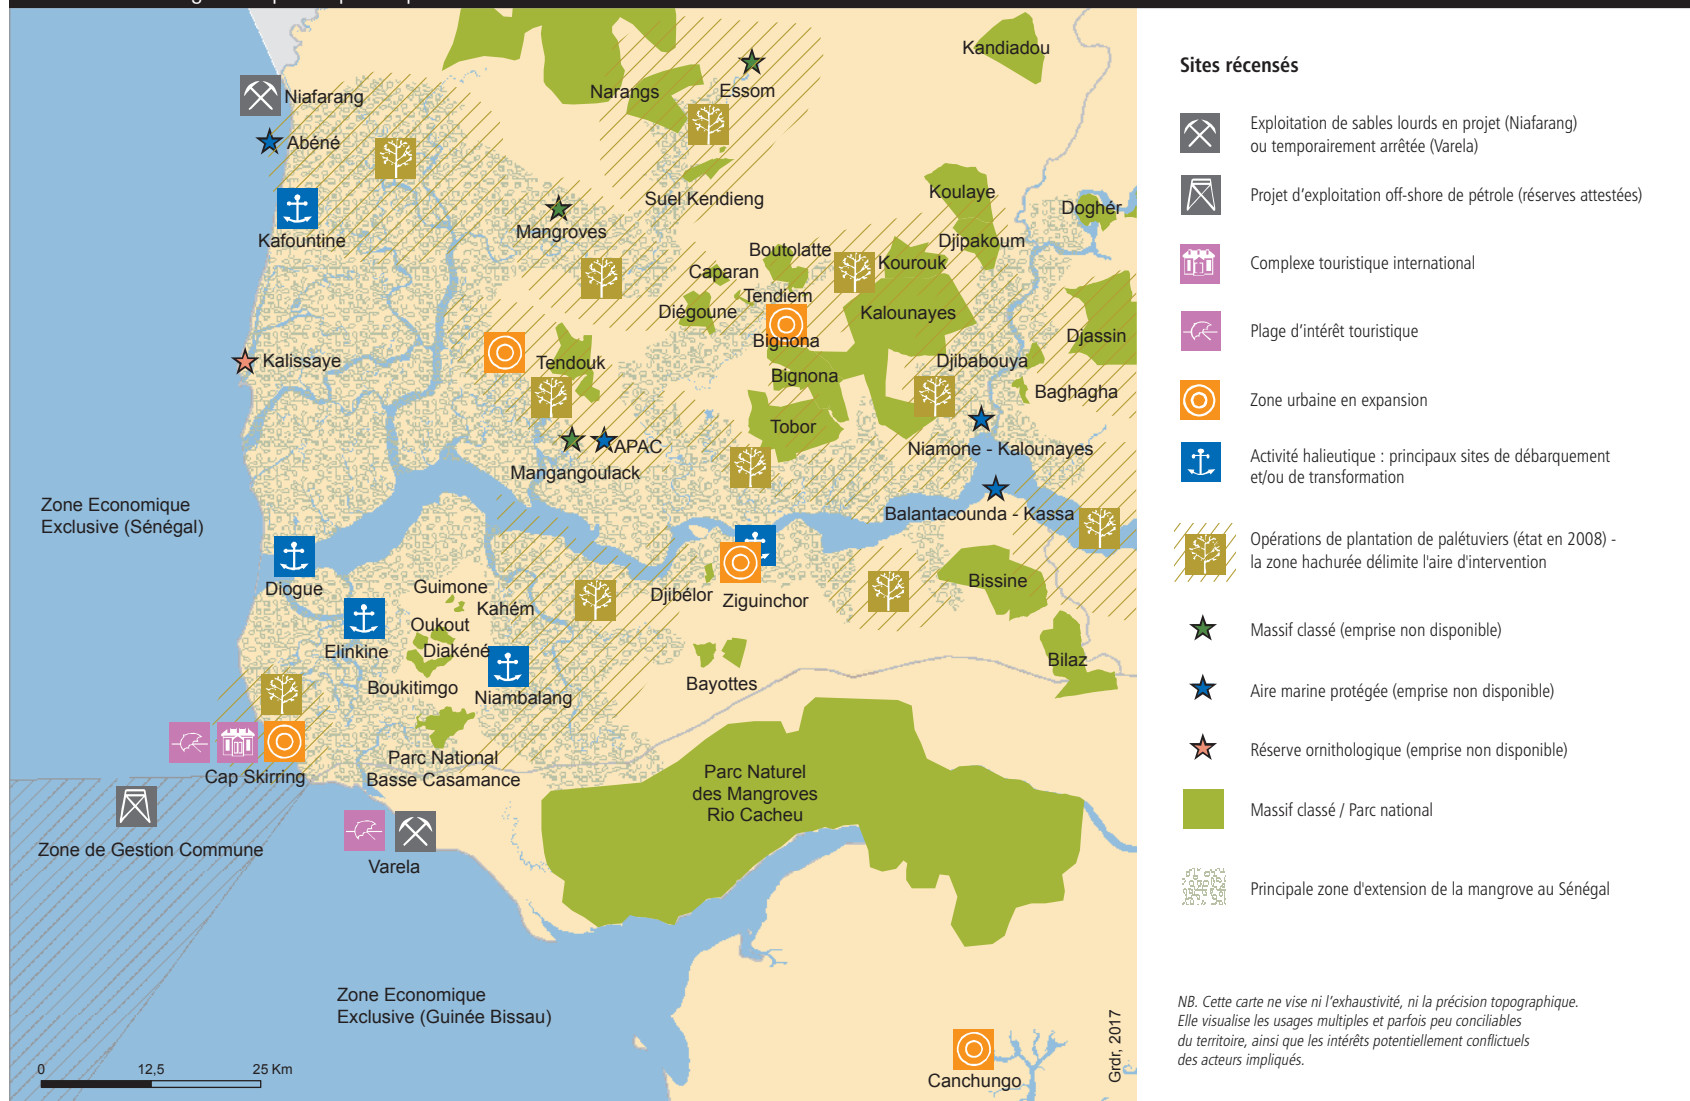 Kandiadou
Narangs
Essom
Niafarang
Abéné
Suel Kendieng
Koulaye
Doghér
Kafountine
Mangroves
Boutolatte
Djipakoum
Caparan
Kourouk
Tendiem
Diégoune
Kalounayes
Bignona
Djassin
Kalissaye
Tendouk
Djibabouya
Bignona
Baghagha
Tobor
APAC
Mangangoulack
Niamone - Kalounayes
Zone Economique
Exclusive (Sénégal)
Balantacounda - Kassa
Diogue
Guimone
Kahém
Djibélor
Ziguinchor
Bissine
Oukout
Elinkine
Diakéné
Boukitimgo
Niambalang
Bayottes
Bilaz
Parc National
Basse Casamance
Cap Skirring
Parc Naturel
des Mangroves
Rio Cacheu
Zone de Gestion Commune
Varela
Zone Economique
Exclusive (Guinée Bissau)
Canchungo
0 12,5 25 Km
Grdr, 2017
Sites récensés
Exploitation de sables lourds en projet (Niafarang)
ou temporairement arrêtée (Varela)
Projet d'exploitation off-shore de pétrole (réserves attestées)
Complexe touristique international
Plage d'intérêt touristique
Zone urbaine en expansion
Activité halieutique : principaux sites de débarquement
et/ou de transformation
Opérations de plantation de palétuviers (état en 2008) -
la zone hachurée délimite l'aire d'intervention
Massif classé (emprise non disponible)
Aire marine protégée (emprise non disponible)
Réserve ornithologique (emprise non disponible)
Massif classé / Parc national
Principale zone d'extension de la mangrove au Sénégal
NB. Cette carte ne vise ni l'exhaustivité, ni la précision topographique.
Elle visualise les usages multiples et parfois peu conciliables
du territoire, ainsi que les intérêts potentiellement conflictuels
des acteurs impliqués.